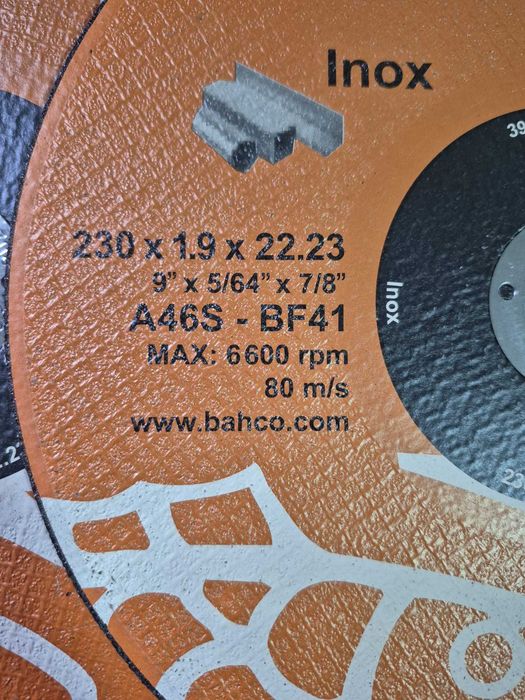 Inox
230 x 1.9 x 22.23
9" x 5/64" x 7/8"
A46S - BF41
MAX: 6600 rpm
80 m/s
www.bahco.com
Inox